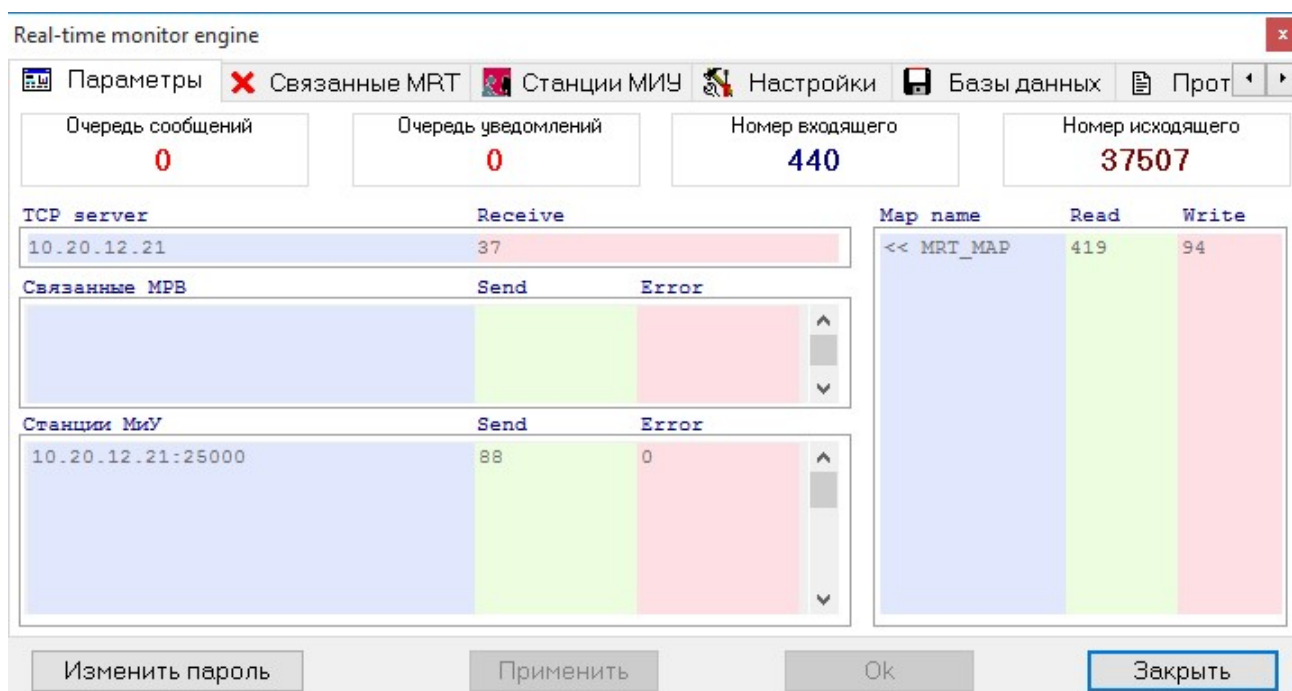 Real-time monitor engine
Параметры Связанные MRT Станции МИУ Настройки Базы данных Прот
Очередь сообщений Очередь уведомлений Номер входящего Номер исходящего
0 0 440 37507
TCP server Receive Map name Read Write
10.20.12.21 37 << MRT_MAP 419 94
Связанные МРВ Send Error
Станции МиУ Send Error
10.20.12.21:25000 88 0
Изменить пароль Применить Ok Закрыть